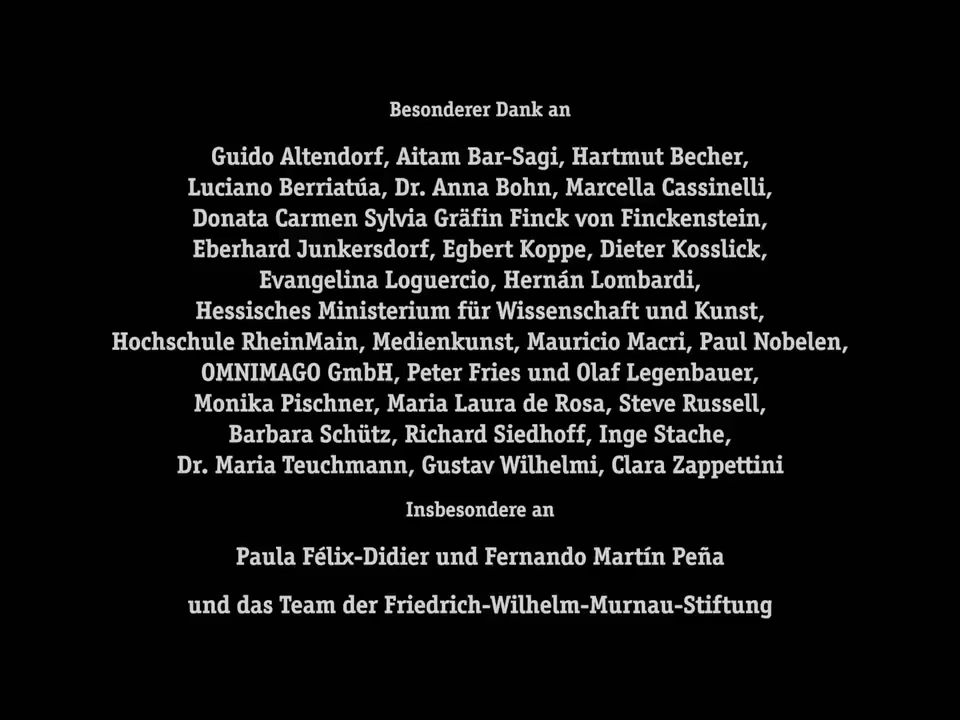 Besonderer Dank an
Guido Altendorf, Aitam Bar-Sagi, Hartmut Becher,
Luciano Berriatúa, Dr. Anna Bohn, Marcella Cassinelli,
Donata Carmen Sylvia Gräfin Finck von Finckenstein,
Eberhard Junkersdorf, Egbert Koppe, Dieter Kosslick,
Evangelina Loguercio, Hernán Lombardi,
Hessisches Ministerium für Wissenschaft und Kunst,
Hochschule RheinMain, Medienkunst, Mauricio Macri, Paul Nobelen,
OMNIMAGO GmbH, Peter Fries und Olaf Legenbauer,
Monika Pischner, Maria Laura de Rosa, Steve Russell,
Barbara Schütz, Richard Siedhoff, Inge Stache,
Dr. Maria Teuchmann, Gustav Wilhelmi, Clara Zappettini
Insbesondere an
Paula Félix-Didier und Fernando Martín Peña
und das Team der Friedrich-Wilhelm-Murnau-Stiftung